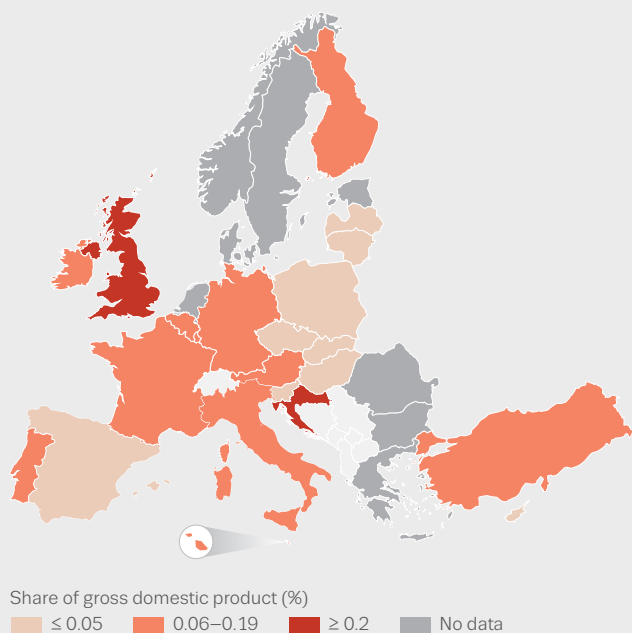 Share of gross domestic product (%)
≤ 0.05 0.06–0.19 ≥ 0.2 No data